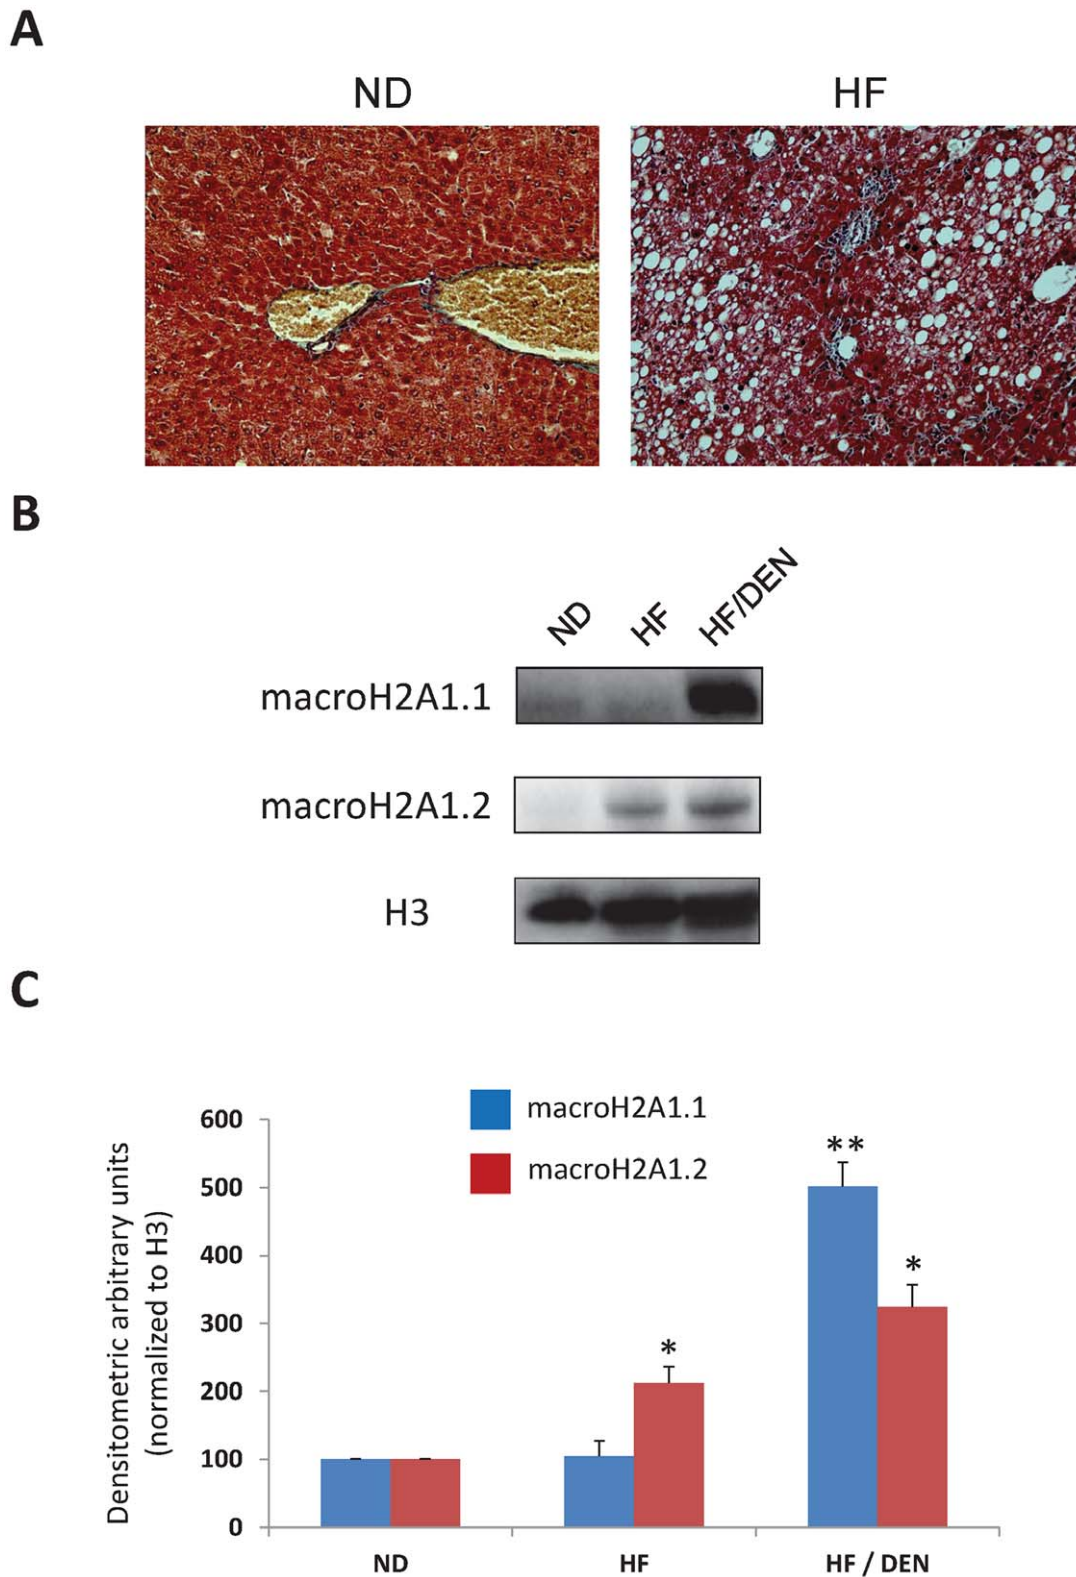 A
ND
HF
B
ND
HF
HF/DEN
macroH2A1.1
macroH2A1.2
H3
C
macroH2A1.1
macroH2A1.2
Densitometric arbitrary units
(normalized to H3)
600
500
400
300
200
100
0
*
**
*
ND
HF
HF / DEN